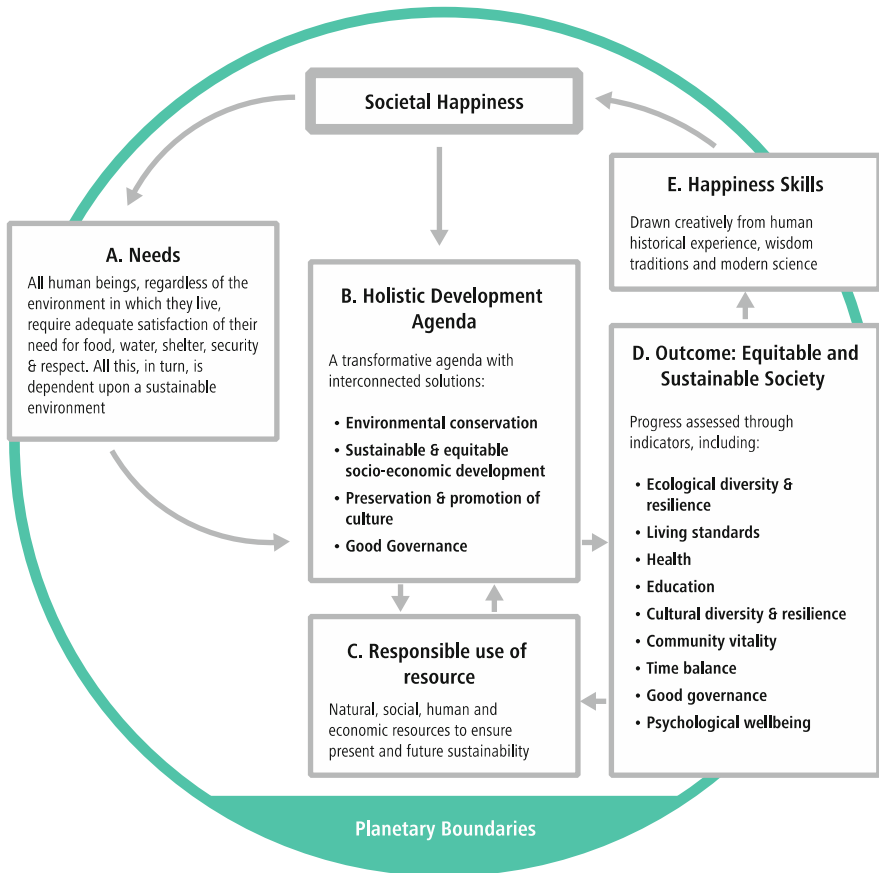 Societal Happiness
A. Needs
All human beings, regardless of the
environment in which they live,
require adequate satisfaction of their
need for food, water, shelter, security
& respect. All this, in turn, is
dependent upon a sustainable
environment
B. Holistic Development
Agenda
A transformative agenda with
interconnected solutions:
• Environmental conservation
• Sustainable & equitable
socio-economic development
• Preservation & promotion of
culture
• Good Governance
C. Responsible use of
resource
Natural, social, human and
economic resources to ensure
present and future sustainability
E. Happiness Skills
Drawn creatively from human
historical experience, wisdom
traditions and modern science
D. Outcome: Equitable and
Sustainable Society
Progress assessed through
indicators, including:
• Ecological diversity &
resilience
• Living standards
• Health
• Education
• Cultural diversity & resilience
• Community vitality
• Time balance
• Good governance
• Psychological wellbeing
Planetary Boundaries